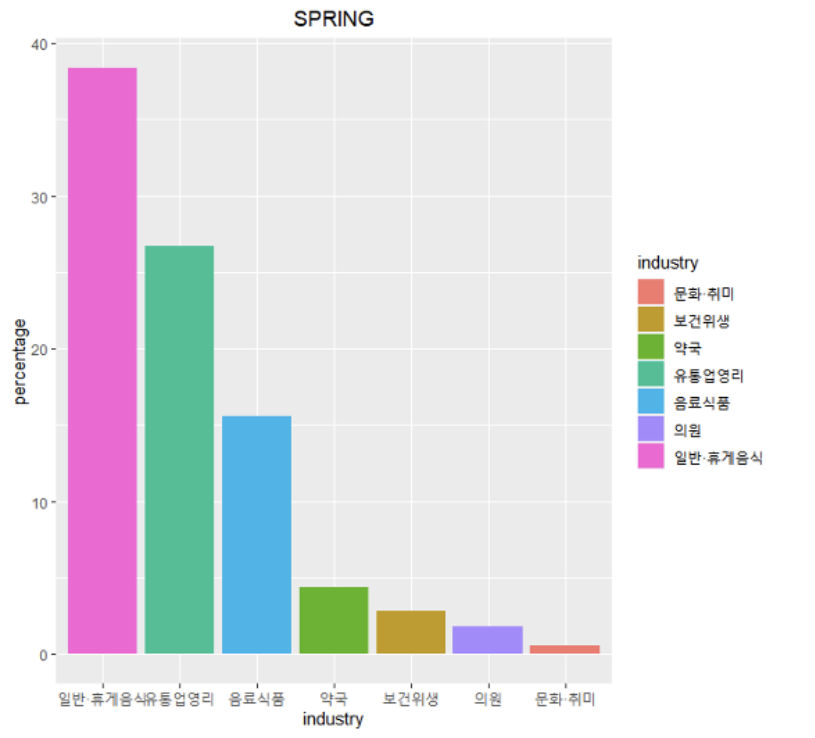 SPRING
40
30
20
10
0
percentage
일반·휴게음식 유통업영리 음료식품 약국 보건위생 의원 문화·취미
industry
industry
문화·취미
보건위생
약국
유통업영리
음료식품
의원
일반·휴게음식